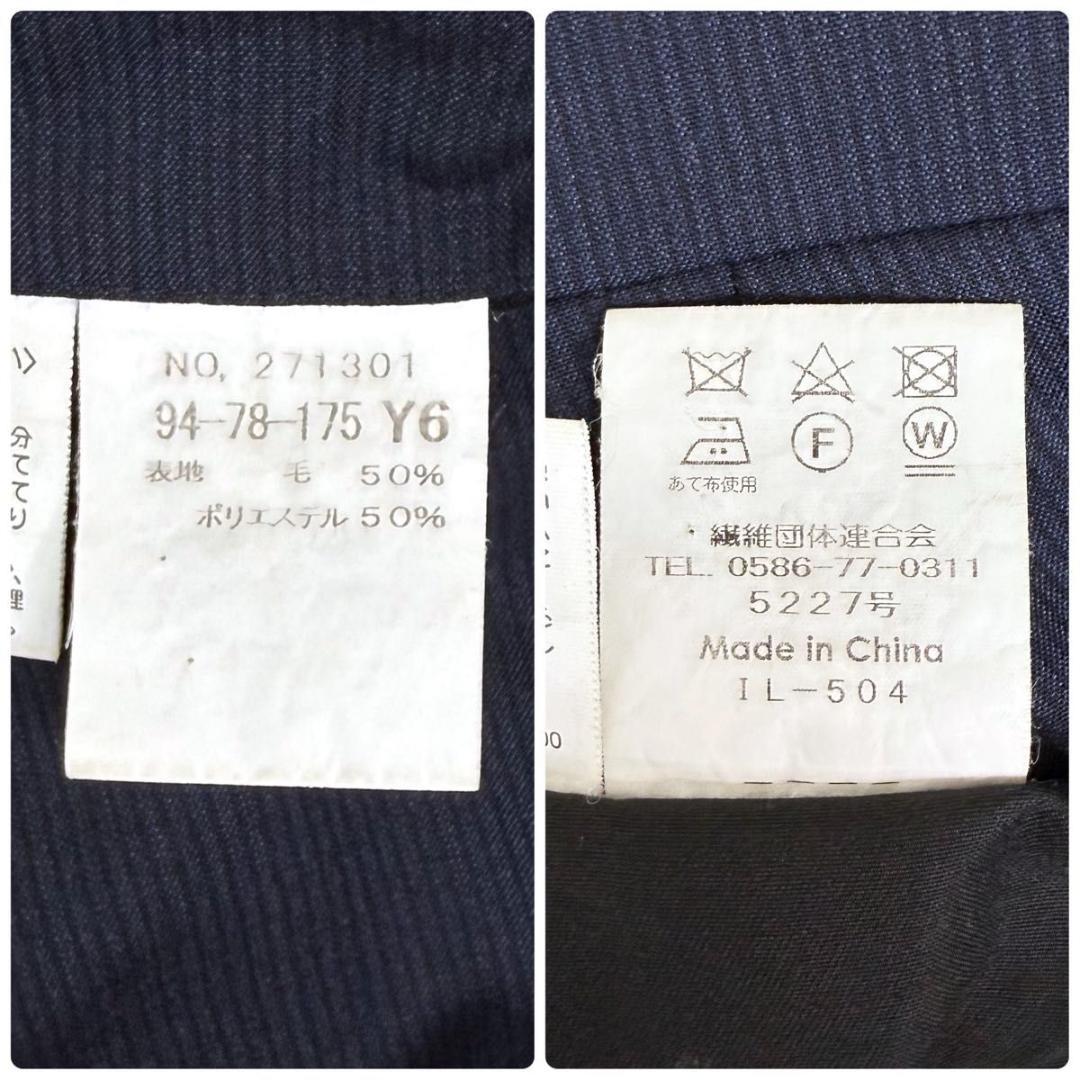 NO, 271301
94-78-175 Y6
表地 毛 50%
ポリエステル 50%
F
W
あて布使用
繊維団体連合会
TEL. 0586-77-0311
5227号
Made in China
IL-504
00